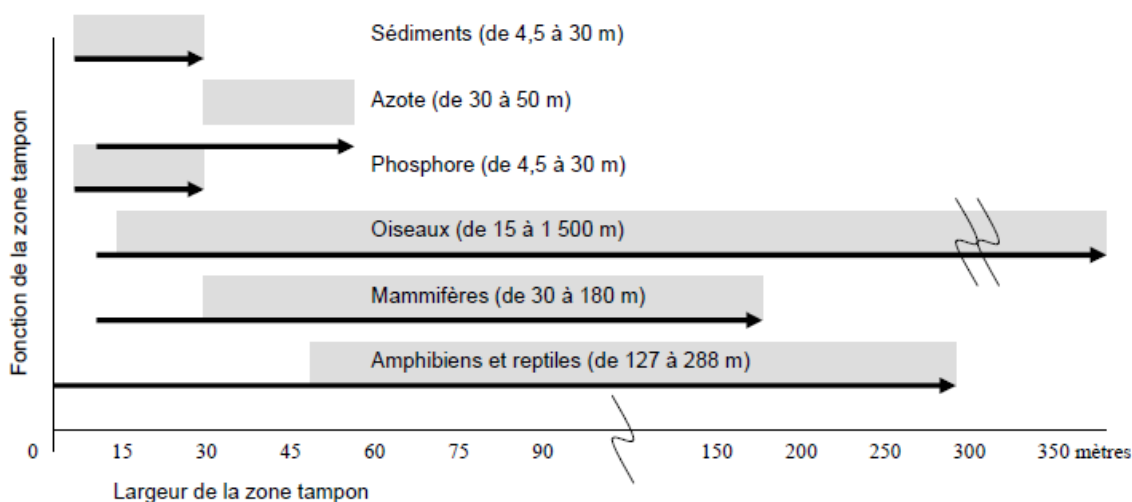 Sédiments (de 4,5 à 30 m)
Azote (de 30 à 50 m)
Phosphore (de 4,5 à 30 m)
Oiseaux (de 15 à 1 500 m)
Mammifères (de 30 à 180 m)
Amphibiens et reptiles (de 127 à 288 m)
Fonction de la zone tampon
0 15 30 45 60 75 90 150 200 250 300 350 mètres
Largeur de la zone tampon